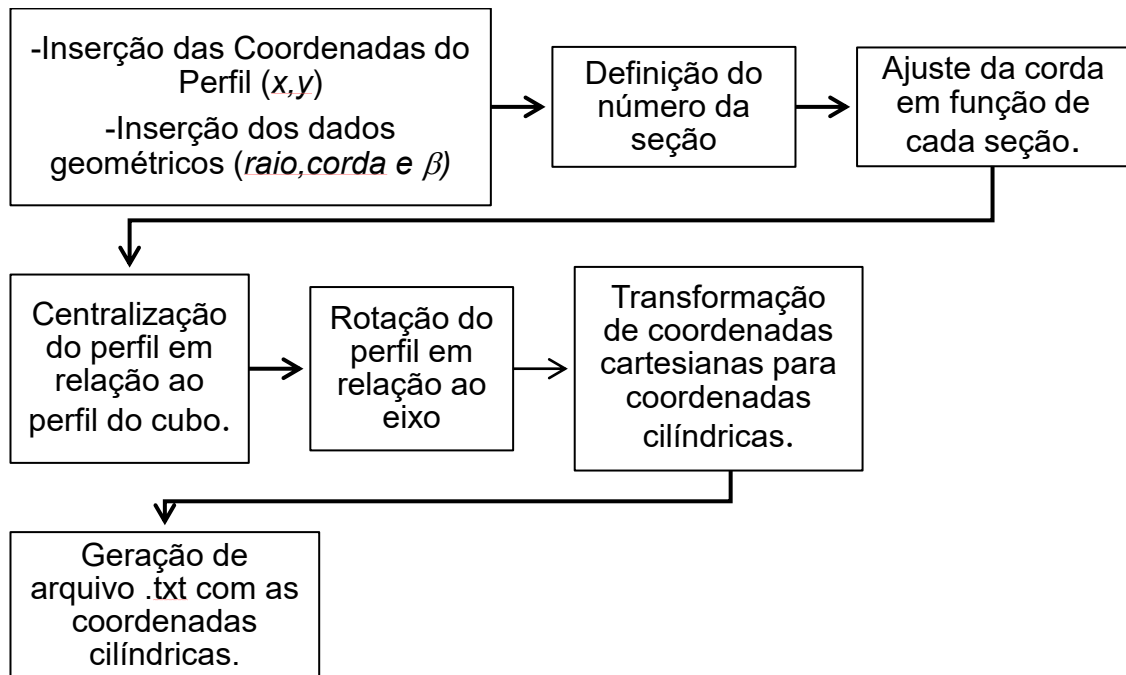 -Inserção das Coordenadas do
Perfil (x,y)
-Inserção dos dados
geométricos (raio,corda e β)
Definição do
número da
seção
Ajuste da corda
em função de
cada seção.
Centralização
do perfil em
relação ao
perfil do cubo.
Rotação do
perfil em
relação ao
eixo
Transformação
de coordenadas
cartesianas para
coordenadas
cilíndricas.
Geração de
arquivo .txt com as
coordenadas
cilíndricas.